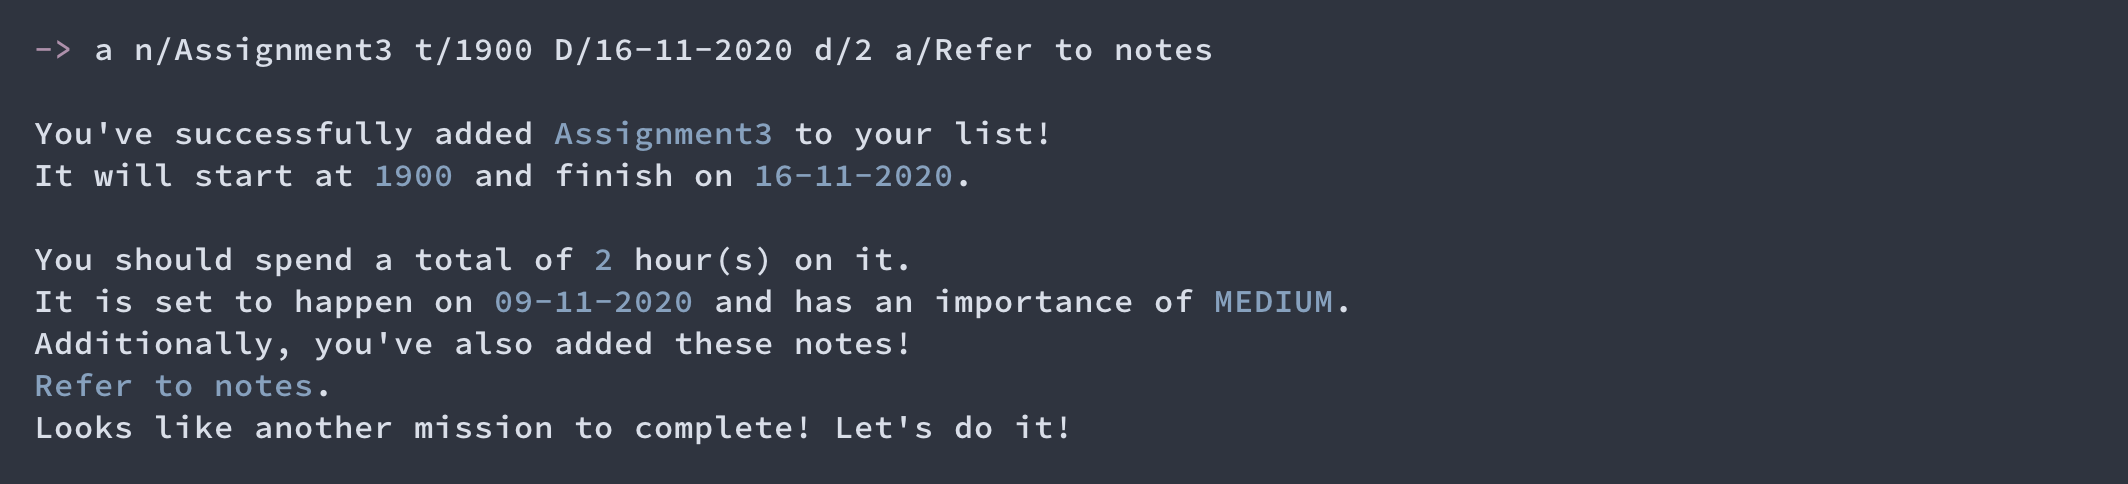 -> a n/Assignment3 t/1900 D/16-11-2020 d/2 a/Refer to notes
You've successfully added Assignment3 to your list!
It will start at 1900 and finish on 16-11-2020.
You should spend a total of 2 hour(s) on it.
It is set to happen on 09-11-2020 and has an importance of MEDIUM.
Additionally, you've also added these notes!
Refer to notes.
Looks like another mission to complete! Let's do it!